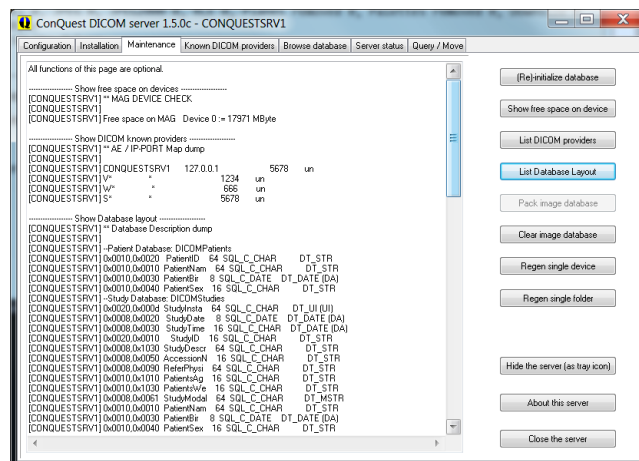 ConQuest DICOM server 1.5.0c - CONQUESTSRV1
Configuration Installation Maintenance Known DICOM providers Browse database Server status Query / Move
All functions of this page are optional.
------------------ Show free space on devices -------------------
[CONQUESTSRV1] ** MAG DEVICE CHECK
[CONQUESTSRV1]
[CONQUESTSRV1] Free space on MAG Device 0 := 17971 MByte
------------------ Show DICOM known providers -------------------
[CONQUESTSRV1] ** AE / IP-PORT Map dump
[CONQUESTSRV1]
[CONQUESTSRV1] CONQUESTSRV1 127.0.0.1 5678 un
[CONQUESTSRV1] V* " 1234 un
[CONQUESTSRV1] W* " 666 un
[CONQUESTSRV1] S* " 5678 un
------------------ Show Database layout -------------------
[CONQUESTSRV1] ** Database Description dump
[CONQUESTSRV1]
[CONQUESTSRV1] --Patient Database: DICOMPatients
[CONQUESTSRV1] 0x0010,0x0020 PatientID 64 SQL_C_CHAR DT_STR
[CONQUESTSRV1] 0x0010,0x0010 PatientNam 64 SQL_C_CHAR DT_STR
[CONQUESTSRV1] 0x0010,0x0030 PatientBir 8 SQL_C_DATE DT_DATE (DA)
[CONQUESTSRV1] 0x0010,0x0040 PatientSex 16 SQL_C_CHAR DT_STR
[CONQUESTSRV1] --Study Database: DICOMStudies
[CONQUESTSRV1] 0x0020,0x000d StudyInsta 64 SQL_C_CHAR DT_UI (UI)
[CONQUESTSRV1] 0x0008,0x0020 StudyDate 8 SQL_C_DATE DT_DATE (DA)
[CONQUESTSRV1] 0x0008,0x0030 StudyTime 16 SQL_C_CHAR DT_DATE (DA)
[CONQUESTSRV1] 0x0020,0x0010 StudyID 16 SQL_C_CHAR DT_STR
[CONQUESTSRV1] 0x0008,0x1030 StudyDescr 64 SQL_C_CHAR DT_STR
[CONQUESTSRV1] 0x0008,0x0050 AccessionN 16 SQL_C_CHAR DT_STR
[CONQUESTSRV1] 0x0008,0x0090 ReferPhysi 64 SQL_C_CHAR DT_STR
[CONQUESTSRV1] 0x0010,0x1010 PatientsAg 16 SQL_C_CHAR DT_STR
[CONQUESTSRV1] 0x0010,0x1030 PatientsWe 16 SQL_C_CHAR DT_STR
[CONQUESTSRV1] 0x0008,0x0061 StudyModal 64 SQL_C_CHAR DT_MSTR
[CONQUESTSRV1] 0x0010,0x0010 PatientNam 64 SQL_C_CHAR DT_STR
[CONQUESTSRV1] 0x0010,0x0030 PatientBir 8 SQL_C_DATE DT_DATE (DA)
[CONQUESTSRV1] 0x0010,0x0040 PatientSex 16 SQL_C_CHAR DT_STR
(Re)-initialize database
Show free space on device
List DICOM providers
List Database Layout
Pack image database
Clear image database
Regen single device
Regen single folder
Hide the server (as tray icon)
About this server
Close the server